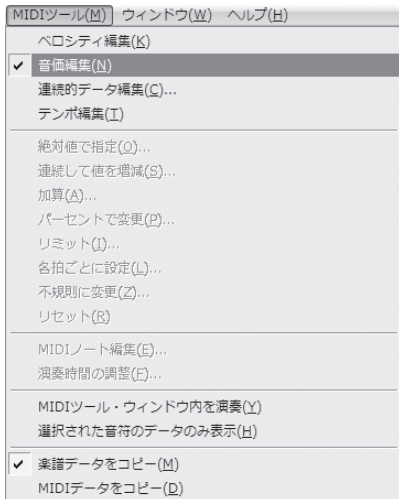 MIDIツール(M) ウィンドウ(W) ヘルプ(H)
ベロシティ編集(K)
音価編集(N)
連続的データ編集(C)...
テンポ編集(T)
絶対値で指定(O)...
連続して値を増減(S)...
加算(A)...
パーセントで変更(P)...
リミット(I)...
各拍ごとに設定(L)...
不規則に変更(Z)...
リセット(R)
MIDIノート編集(E)...
演奏時間の調整(F)...
MIDIツール・ウィンドウ内を演奏(Y)
選択された音符のデータのみ表示(H)
楽譜データをコピー(M)
MIDIデータをコピー(D)